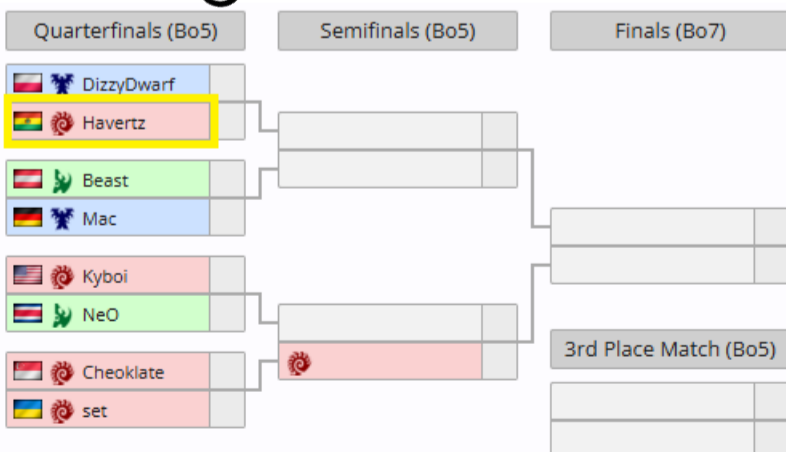 Quarterfinals (Bo5)
Semifinals (Bo5)
Finals (Bo7)
DizzyDwarf
Havertz
Beast
Mac
Kyboi
NeO
Cheoklate
set
3rd Place Match (Bo5)